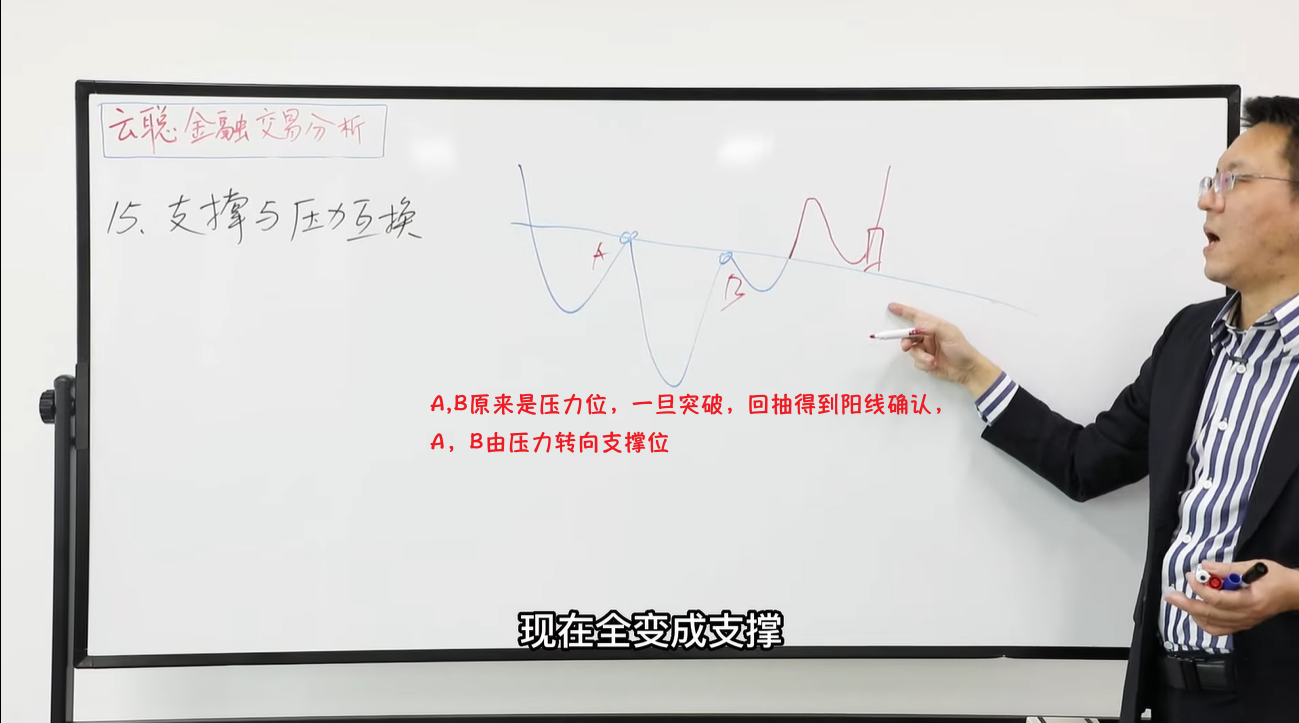 云聪金融交易分析
15、支撑与压力互换
A
B
A,B原来是压力位，一旦突破，回抽得到阳线确认，
A，B由压力转向支撑位
现在全变成支撑